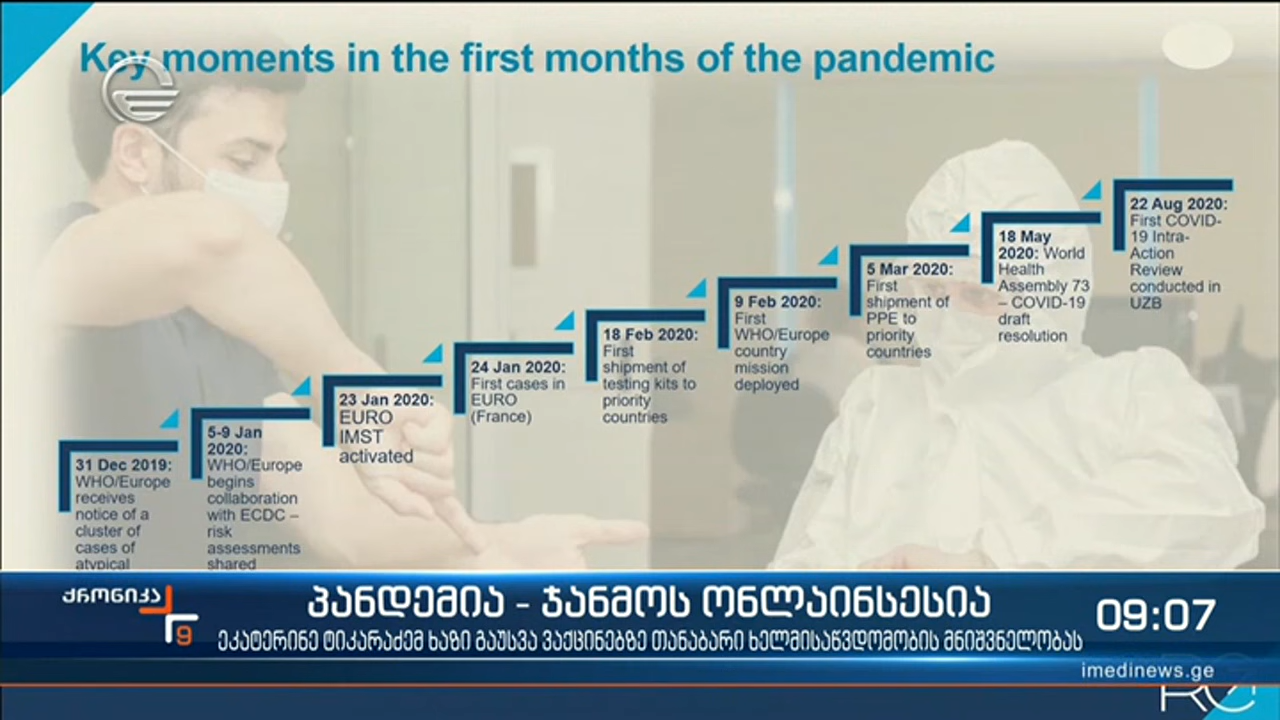 Key moments in the first months of the pandemic
31 Dec 2019:
WHO/Europe
receives
notice of a
cluster of
cases of
atypical
5-9 Jan
2020:
WHO/Europe
begins
collaboration
with ECDC –
risk
assessments
shared
23 Jan 2020:
EURO
IMST
activated
24 Jan 2020:
First cases in
EURO
(France)
18 Feb 2020:
First
shipment of
testing kits to
priority
countries
9 Feb 2020:
First
WHO/Europe
country
mission
deployed
5 Mar 2020:
First
shipment of
PPE to
priority
countries
18 May
2020: World
Health
Assembly 73
– COVID-19
draft
resolution
22 Aug 2020:
First COVID-
19 Intra-
Action
Review
conducted in
UZB
ქრონიკა
9
პანდემია - ჯანმოს ონლაინსესია
ეკატერინე ტიკარაძემ ხაზი გაუსვა ვაქცინებზე თანაბარი ხელმისაწვდომობის მნიშვნელობას
09:07
imedinews.ge